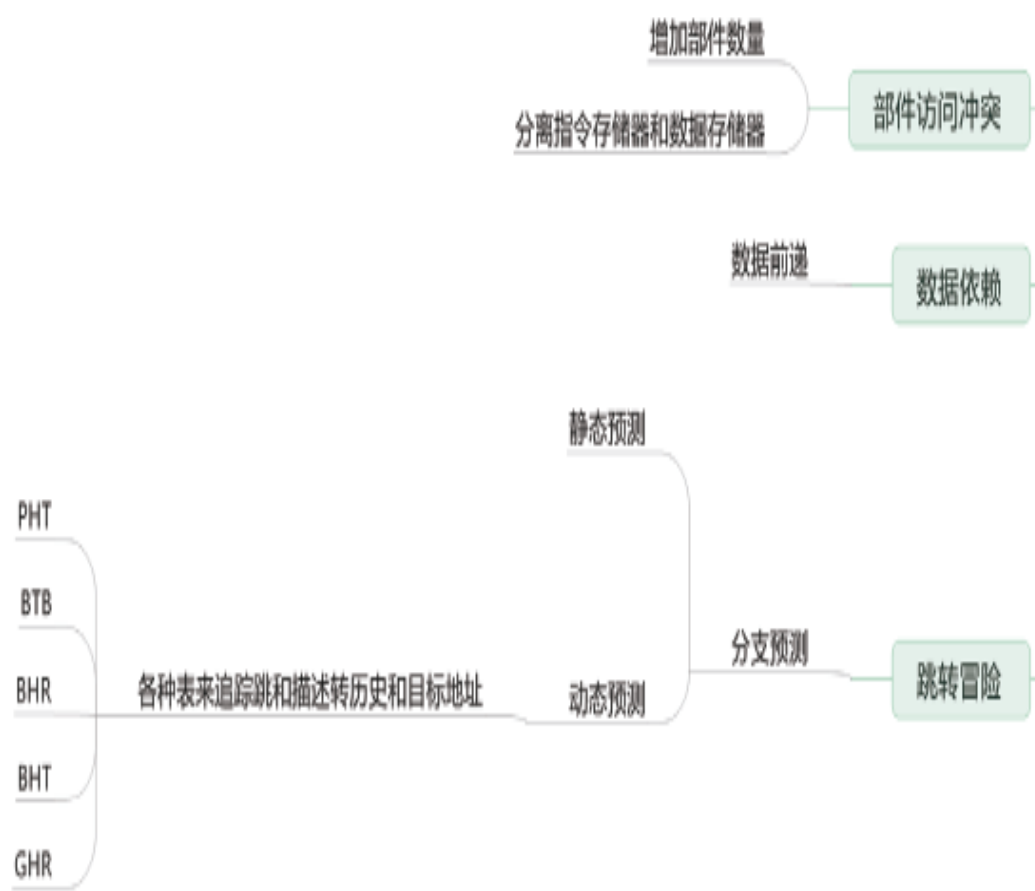 增加部件数量
部件访问冲突
分离指令存储器和数据存储器
数据前递
数据依赖
静态预测
PHT
BTB
分支预测
跳转冒险
BHR
各种表来追踪跳和描述转历史和目标地址
动态预测
BHT
GHR